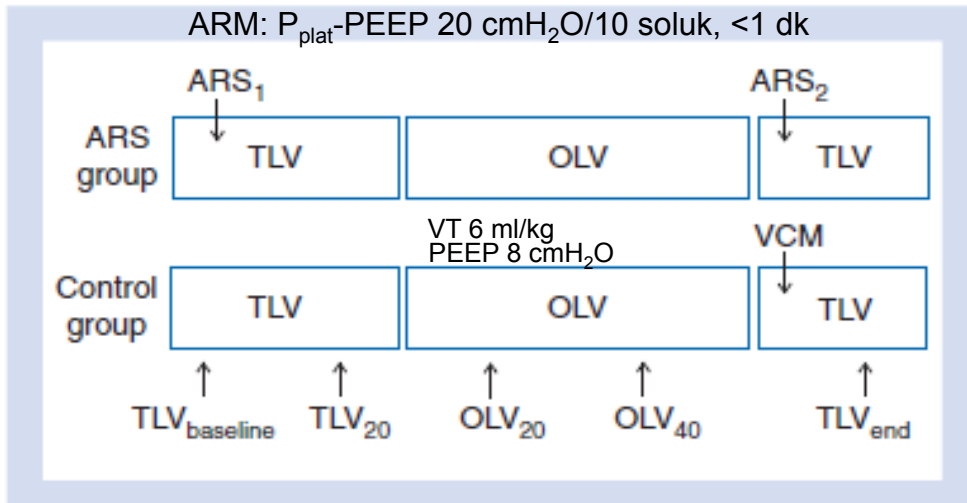 ARM: Pplat-PEEP 20 cmH2O/10 soluk, <1 dk
ARS1
ARS2
ARS group
TLV
OLV
TLV
VT 6 ml/kg
PEEP 8 cmH2O
VCM
Control group
TLV
OLV
TLV
TLVbaseline
TLV20
OLV20
OLV40
TLVend